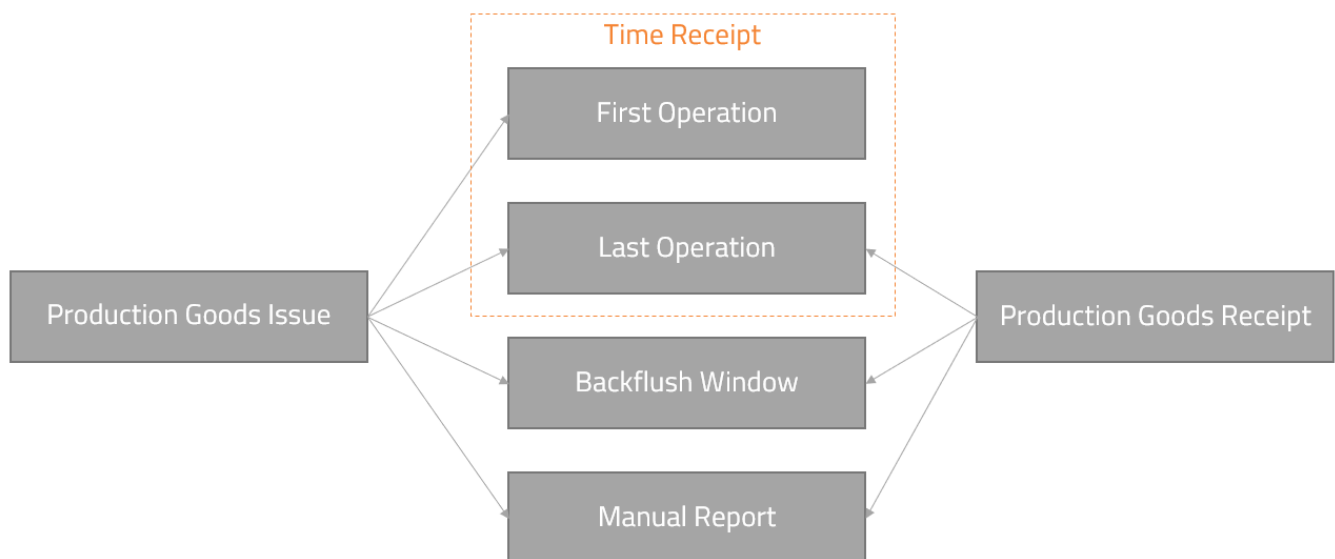 Time Receipt
First Operation
Last Operation
Production Goods Issue
Production Goods Receipt
Backflush Window
Manual Report